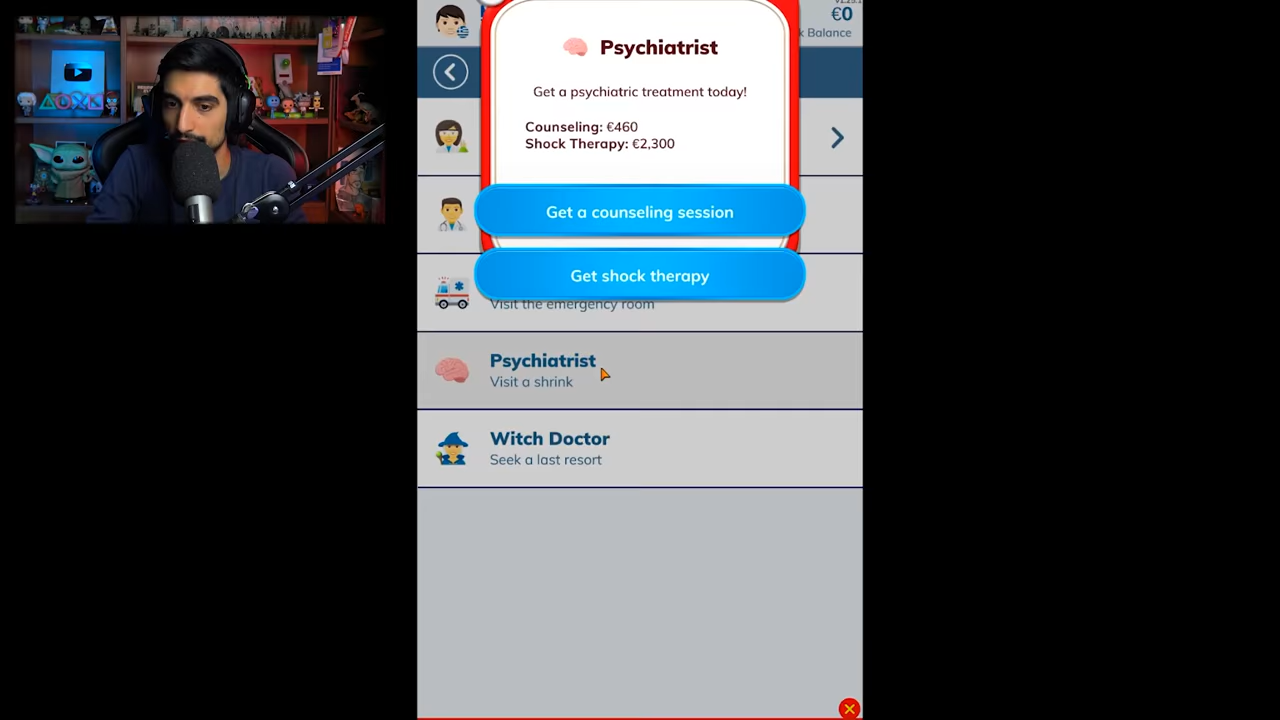 €0
k Balance
Psychiatrist
Get a psychiatric treatment today!
Counseling: €460
Shock Therapy: €2,300
Get a counseling session
Get shock therapy
Visit the emergency room
Psychiatrist
Visit a shrink
Witch Doctor
Seek a last resort